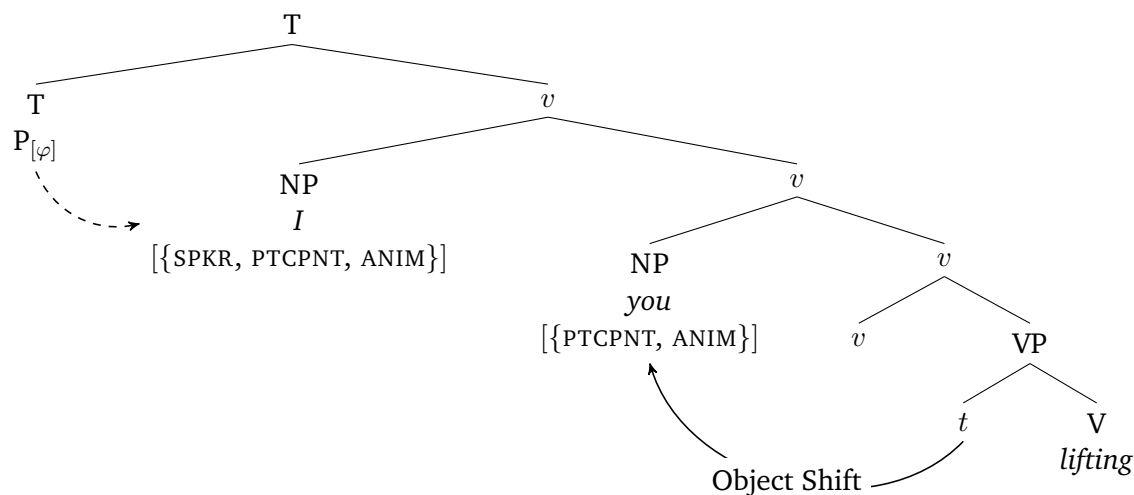 T
T
v
P[φ]
NP
v
I
[{SPKR, PTCPNT, ANIM}]
NP
v
you
[{PTCPNT, ANIM}]
v
VP
t
V
lifting
Object Shift